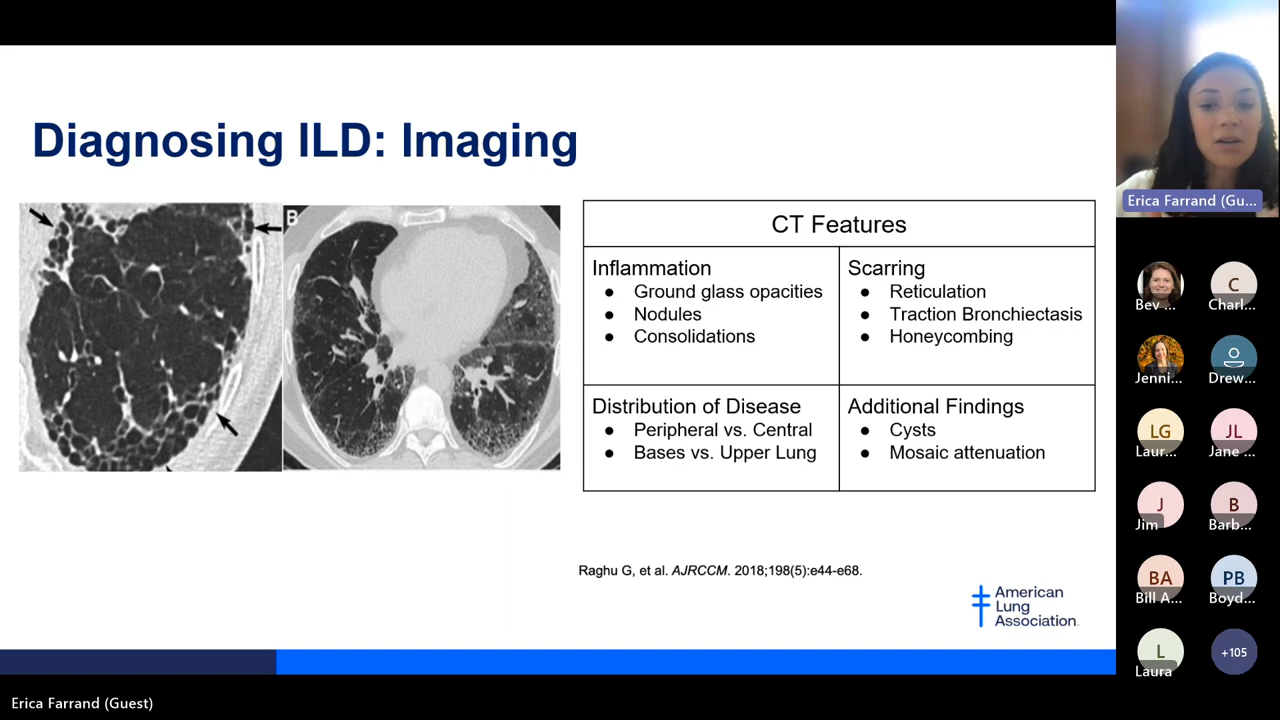 Diagnosing ILD: Imaging
B
CT Features
Inflammation
● Ground glass opacities
● Nodules
● Consolidations
Scarring
● Reticulation
● Traction Bronchiectasis
● Honeycombing
Distribution of Disease
● Peripheral vs. Central
● Bases vs. Upper Lung
Additional Findings
● Cysts
● Mosaic attenuation
Raghu G, et al. AJRCCM. 2018;198(5):e44-e68.
American
Lung
Association.
Erica Farrand (Gu...
Bev ...
C
Charl...
Jenni...
Drew...
LG
Laur...
JL
Jane ...
J
Jim
B
Barb...
BA
Bill A...
PB
Boyd...
L
Laura
+105
Erica Farrand (Guest)